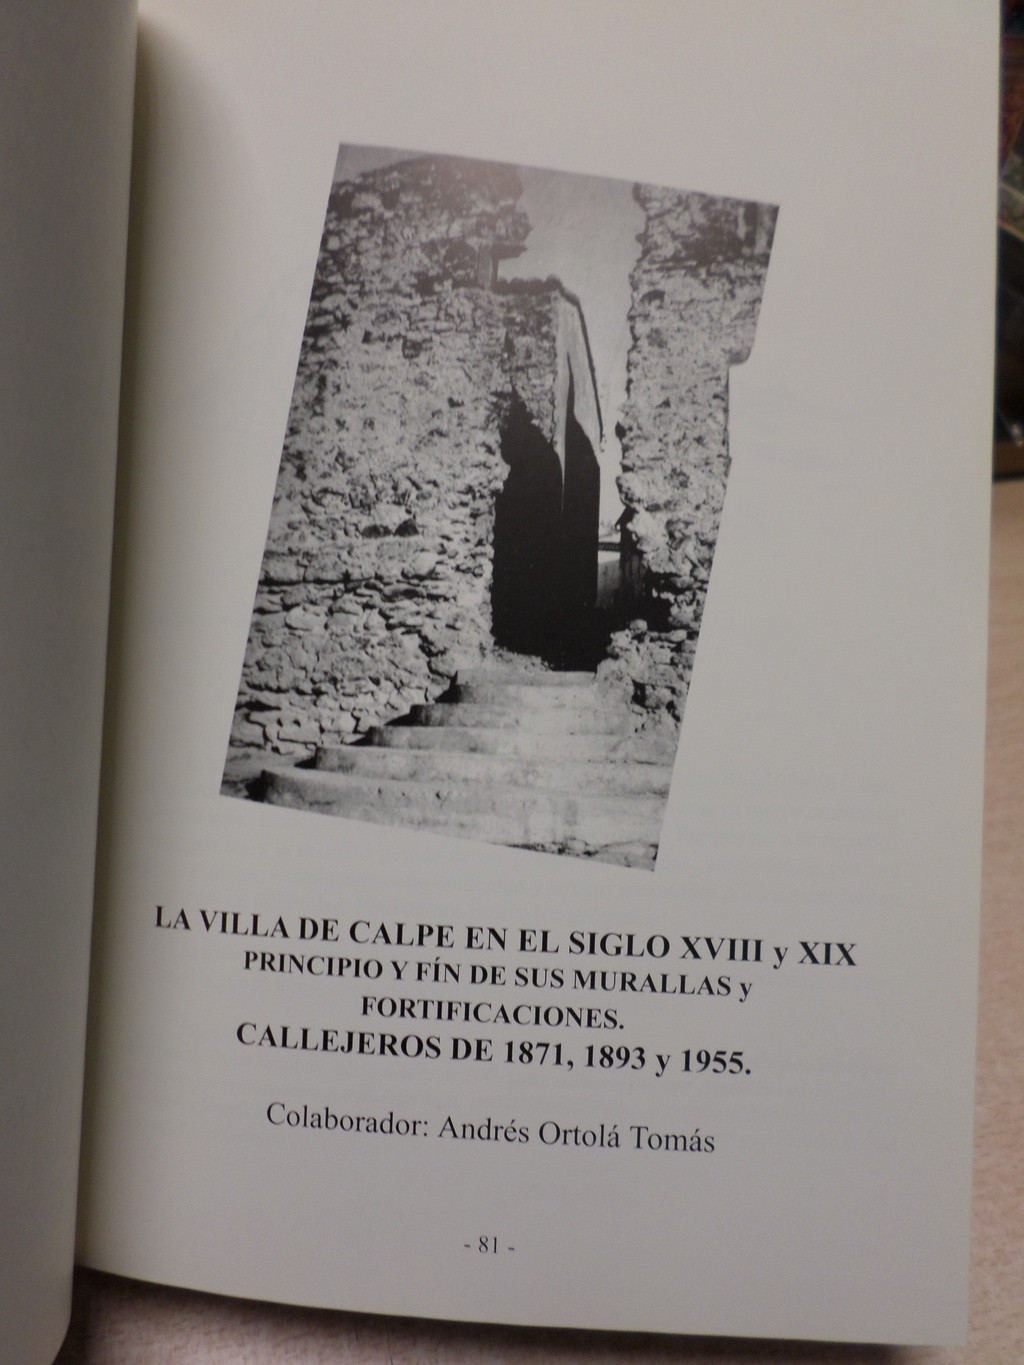 LA VILLA DE CALPE EN EL SIGLO XVIII y XIX
PRINCIPIO Y FÍN DE SUS MURALLAS y
FORTIFICACIONES.
CALLEJEROS DE 1871, 1893 y 1955.
Colaborador: Andrés Ortolá Tomás
- 81 -